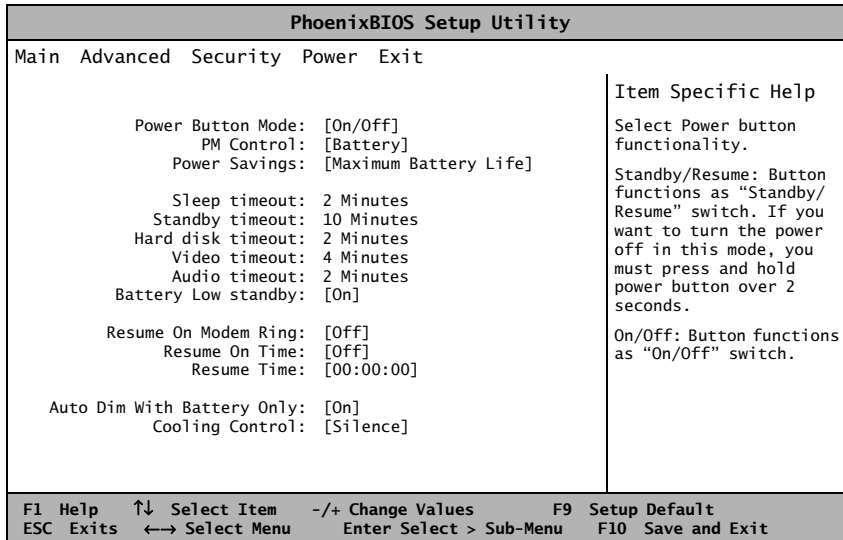 PhoenixBIOS Setup Utility
Main Advanced Security Power Exit
Power Button Mode: [On/Off]
PM Control: [Battery]
Power Savings: [Maximum Battery Life]
Sleep timeout: 2 Minutes
Standby timeout: 10 Minutes
Hard disk timeout: 2 Minutes
Video timeout: 4 Minutes
Audio timeout: 2 Minutes
Battery Low standby: [On]
Resume On Modem Ring: [Off]
Resume On Time: [Off]
Resume Time: [00:00:00]
Auto Dim With Battery Only: [On]
Cooling Control: [Silence]
Item Specific Help
Select Power button
functionality.
Standby/Resume: Button
functions as “Standby/
Resume” switch. If you
want to turn the power
off in this mode, you
must press and hold
power button over 2
seconds.
On/Off: Button functions
as “On/Off” switch.
F1 Help ↑↓ Select Item -/+ Change Values F9 Setup Default
ESC Exits ←→ Select Menu Enter Select > Sub-Menu F10 Save and Exit